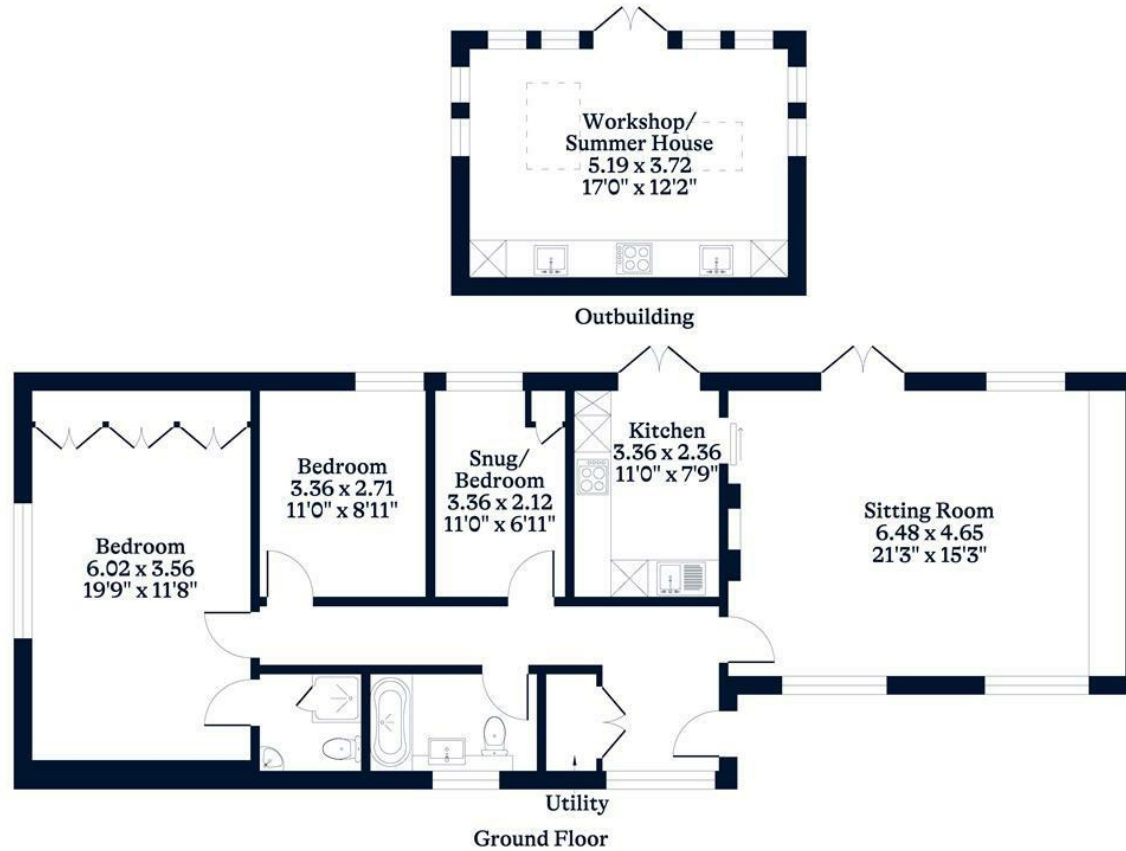 Workshop/
Summer House
5.19 x 3.72
17'0" x 12'2"
Outbuilding
Bedroom
6.02 x 3.56
19'9" x 11'8"
Bedroom
3.36 x 2.71
11'0" x 8'11"
Snug/
Bedroom
3.36 x 2.12
11'0" x 6'11"
Kitchen
3.36 x 2.36
11'0" x 7'9"
Sitting Room
6.48 x 4.65
21'3" x 15'3"
Utility
Ground Floor